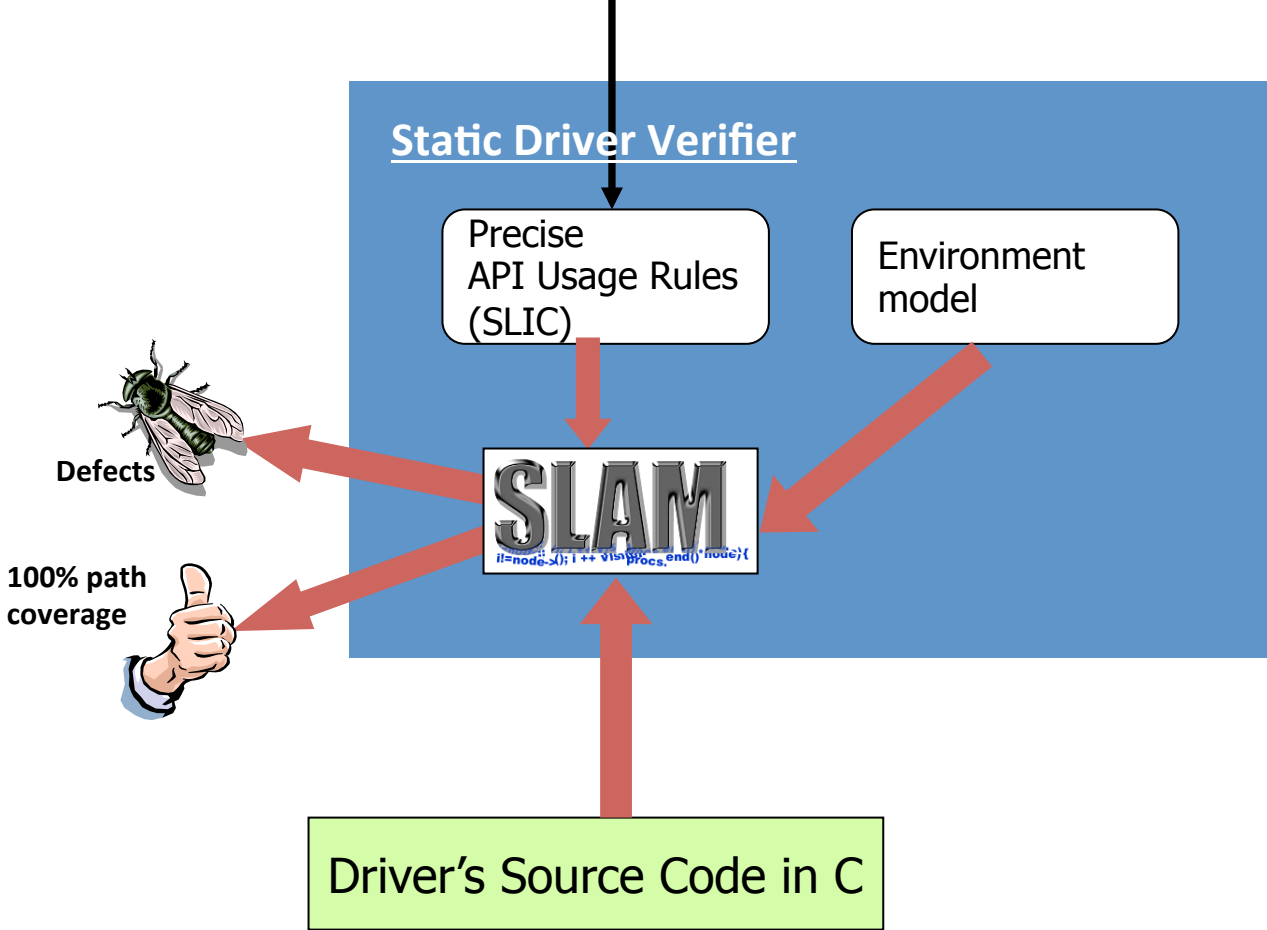 Static Driver Verifier
Precise
API Usage Rules
(SLIC)
Environment
model
Defects
SLAM
100% path
coverage
Driver's Source Code in C